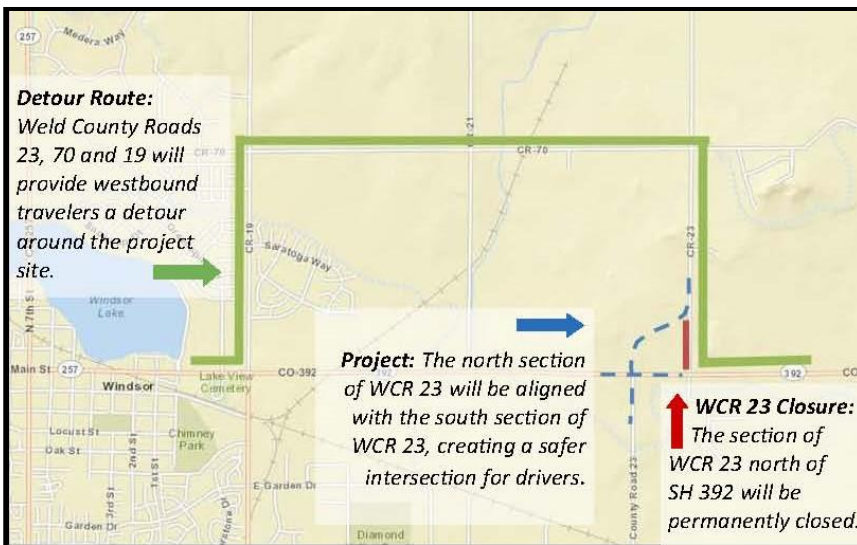 257
Medera Way
Detour Route:
Weld County Roads
23, 70 and 19 will
provide westbound
travelers a detour
around the project
site.
CR-70
CR-19
Saratoga Way
21
CR-70
CR-23
N 7th St
Windsor
Lake
Main St
257
Windsor
Lake View
Cemetery
CO-392
392
CO
Project: The north section
of WCR 23 will be aligned
with the south section of
WCR 23, creating a safer
intersection for drivers.
WCR 23 Closure:
The section of
WCR 23 north of
SH 392 will be
permanently closed.
Locust St
Oak St
2nd St
1st St
3rd St
Chimney
Park
Garden Dr
E Garden Dr
Diamond
County Road 23